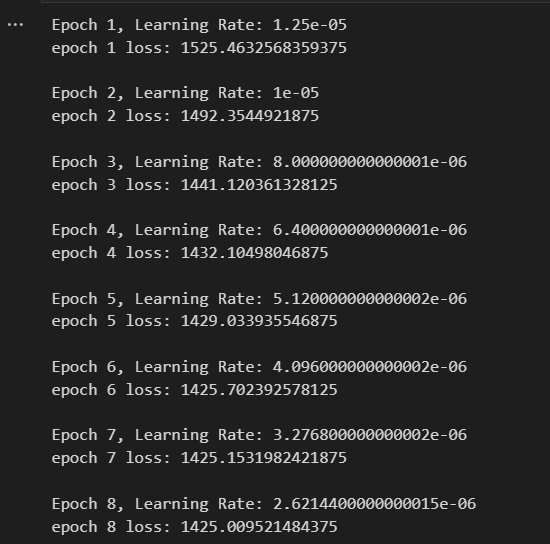 ...
Epoch 1, Learning Rate: 1.25e-05
epoch 1 loss: 1525.4632568359375
Epoch 2, Learning Rate: 1e-05
epoch 2 loss: 1492.3544921875
Epoch 3, Learning Rate: 8.000000000000001e-06
epoch 3 loss: 1441.120361328125
Epoch 4, Learning Rate: 6.400000000000001e-06
epoch 4 loss: 1432.10498046875
Epoch 5, Learning Rate: 5.120000000000002e-06
epoch 5 loss: 1429.033935546875
Epoch 6, Learning Rate: 4.096000000000002e-06
epoch 6 loss: 1425.702392578125
Epoch 7, Learning Rate: 3.276800000000002e-06
epoch 7 loss: 1425.1531982421875
Epoch 8, Learning Rate: 2.6214400000000015e-06
epoch 8 loss: 1425.009521484375